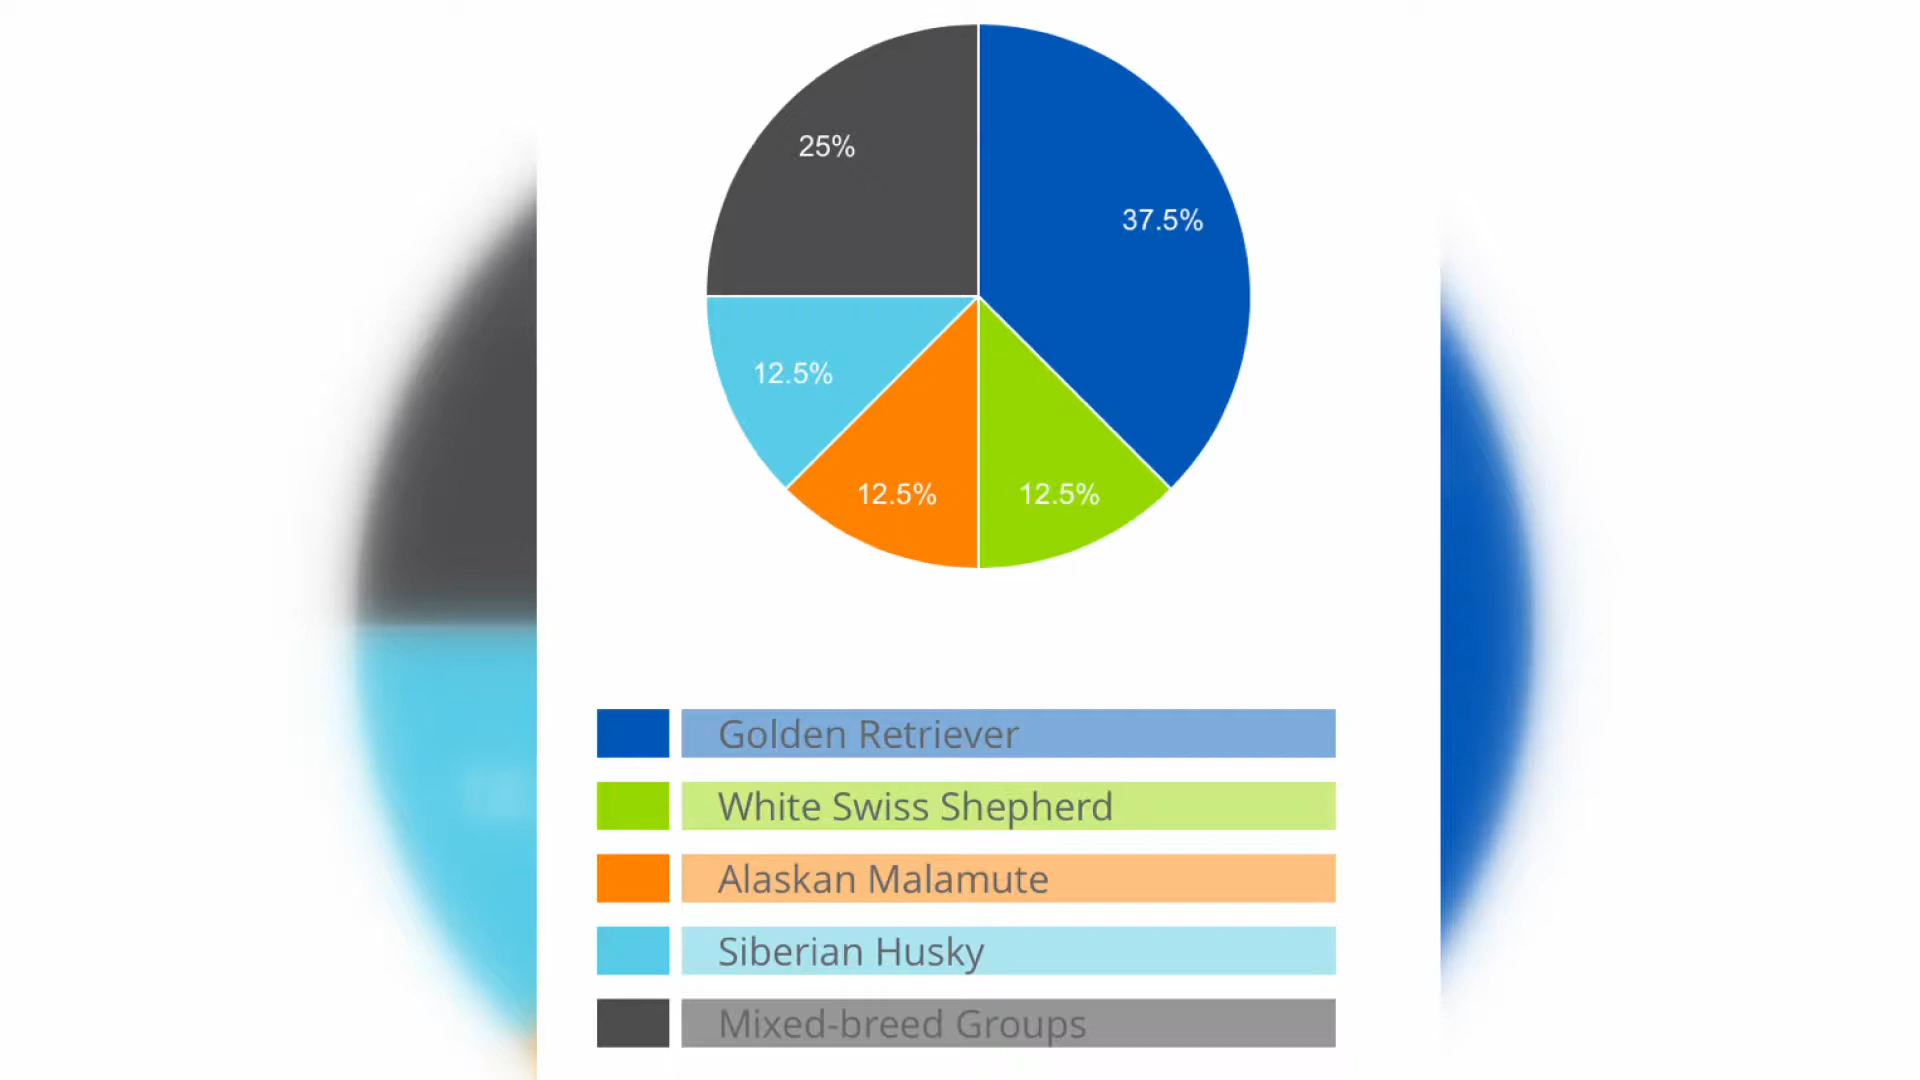 25%
37.5%
12.5%
12.5%
12.5%
Golden Retriever
White Swiss Shepherd
Alaskan Malamute
Siberian Husky
Mixed-breed Groups